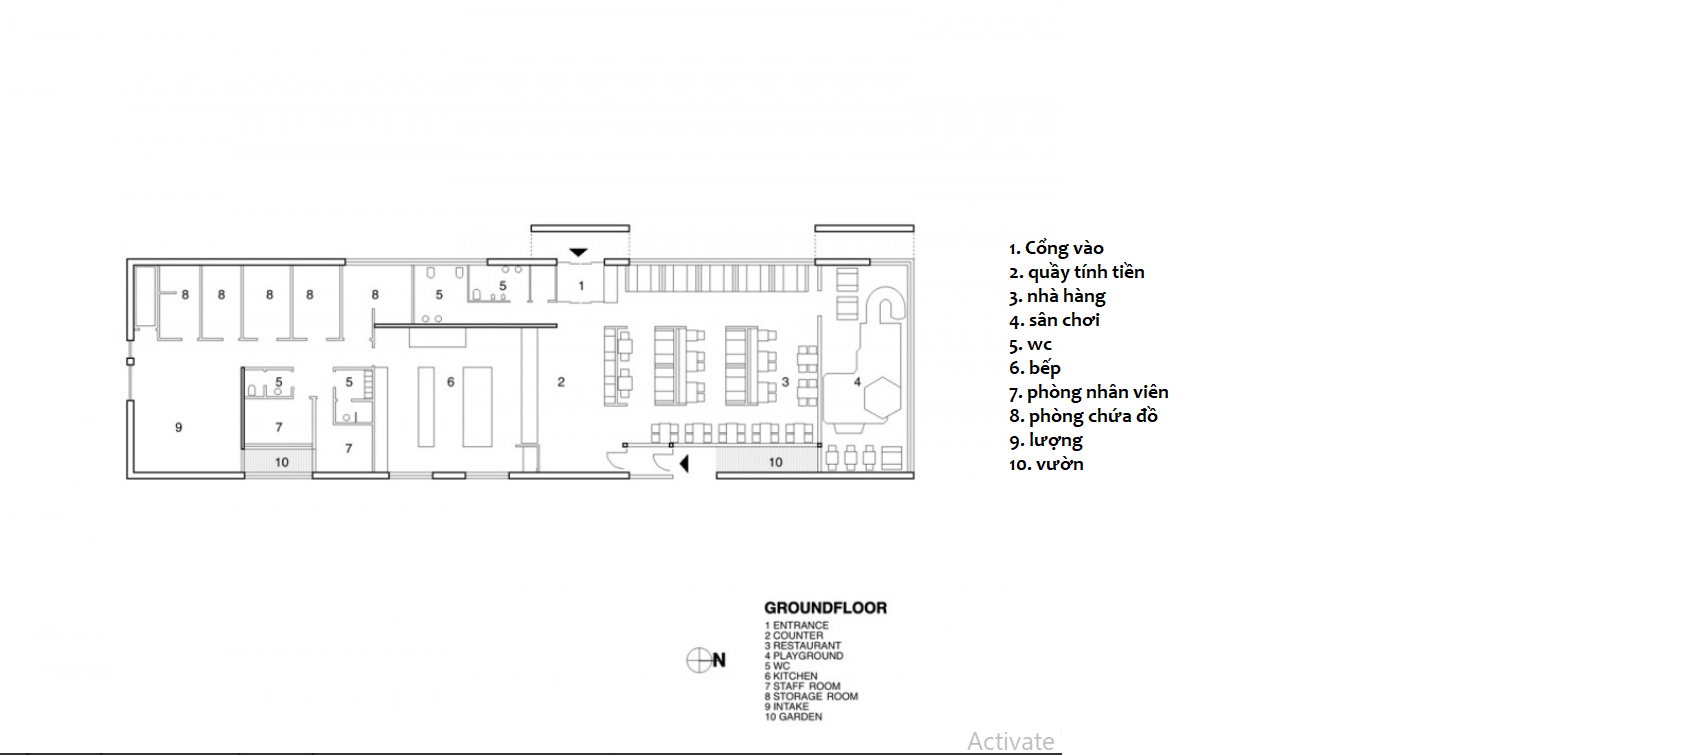 8 8 8 8 8 5 5 1
5 5 6 2 3 4
9 7 7
10 10
1. Cổng vào
2. quầy tính tiền
3. nhà hàng
4. sân chơi
5. wc
6. bếp
7. phòng nhân viên
8. phòng chứa đồ
9. lượng
10. vườn
N
GROUNDFLOOR
1 ENTRANCE
2 COUNTER
3 RESTAURANT
4 PLAYGROUND
5 WC
6 KITCHEN
7 STAFF ROOM
8 STORAGE ROOM
9 INTAKE
10 GARDEN
Activate